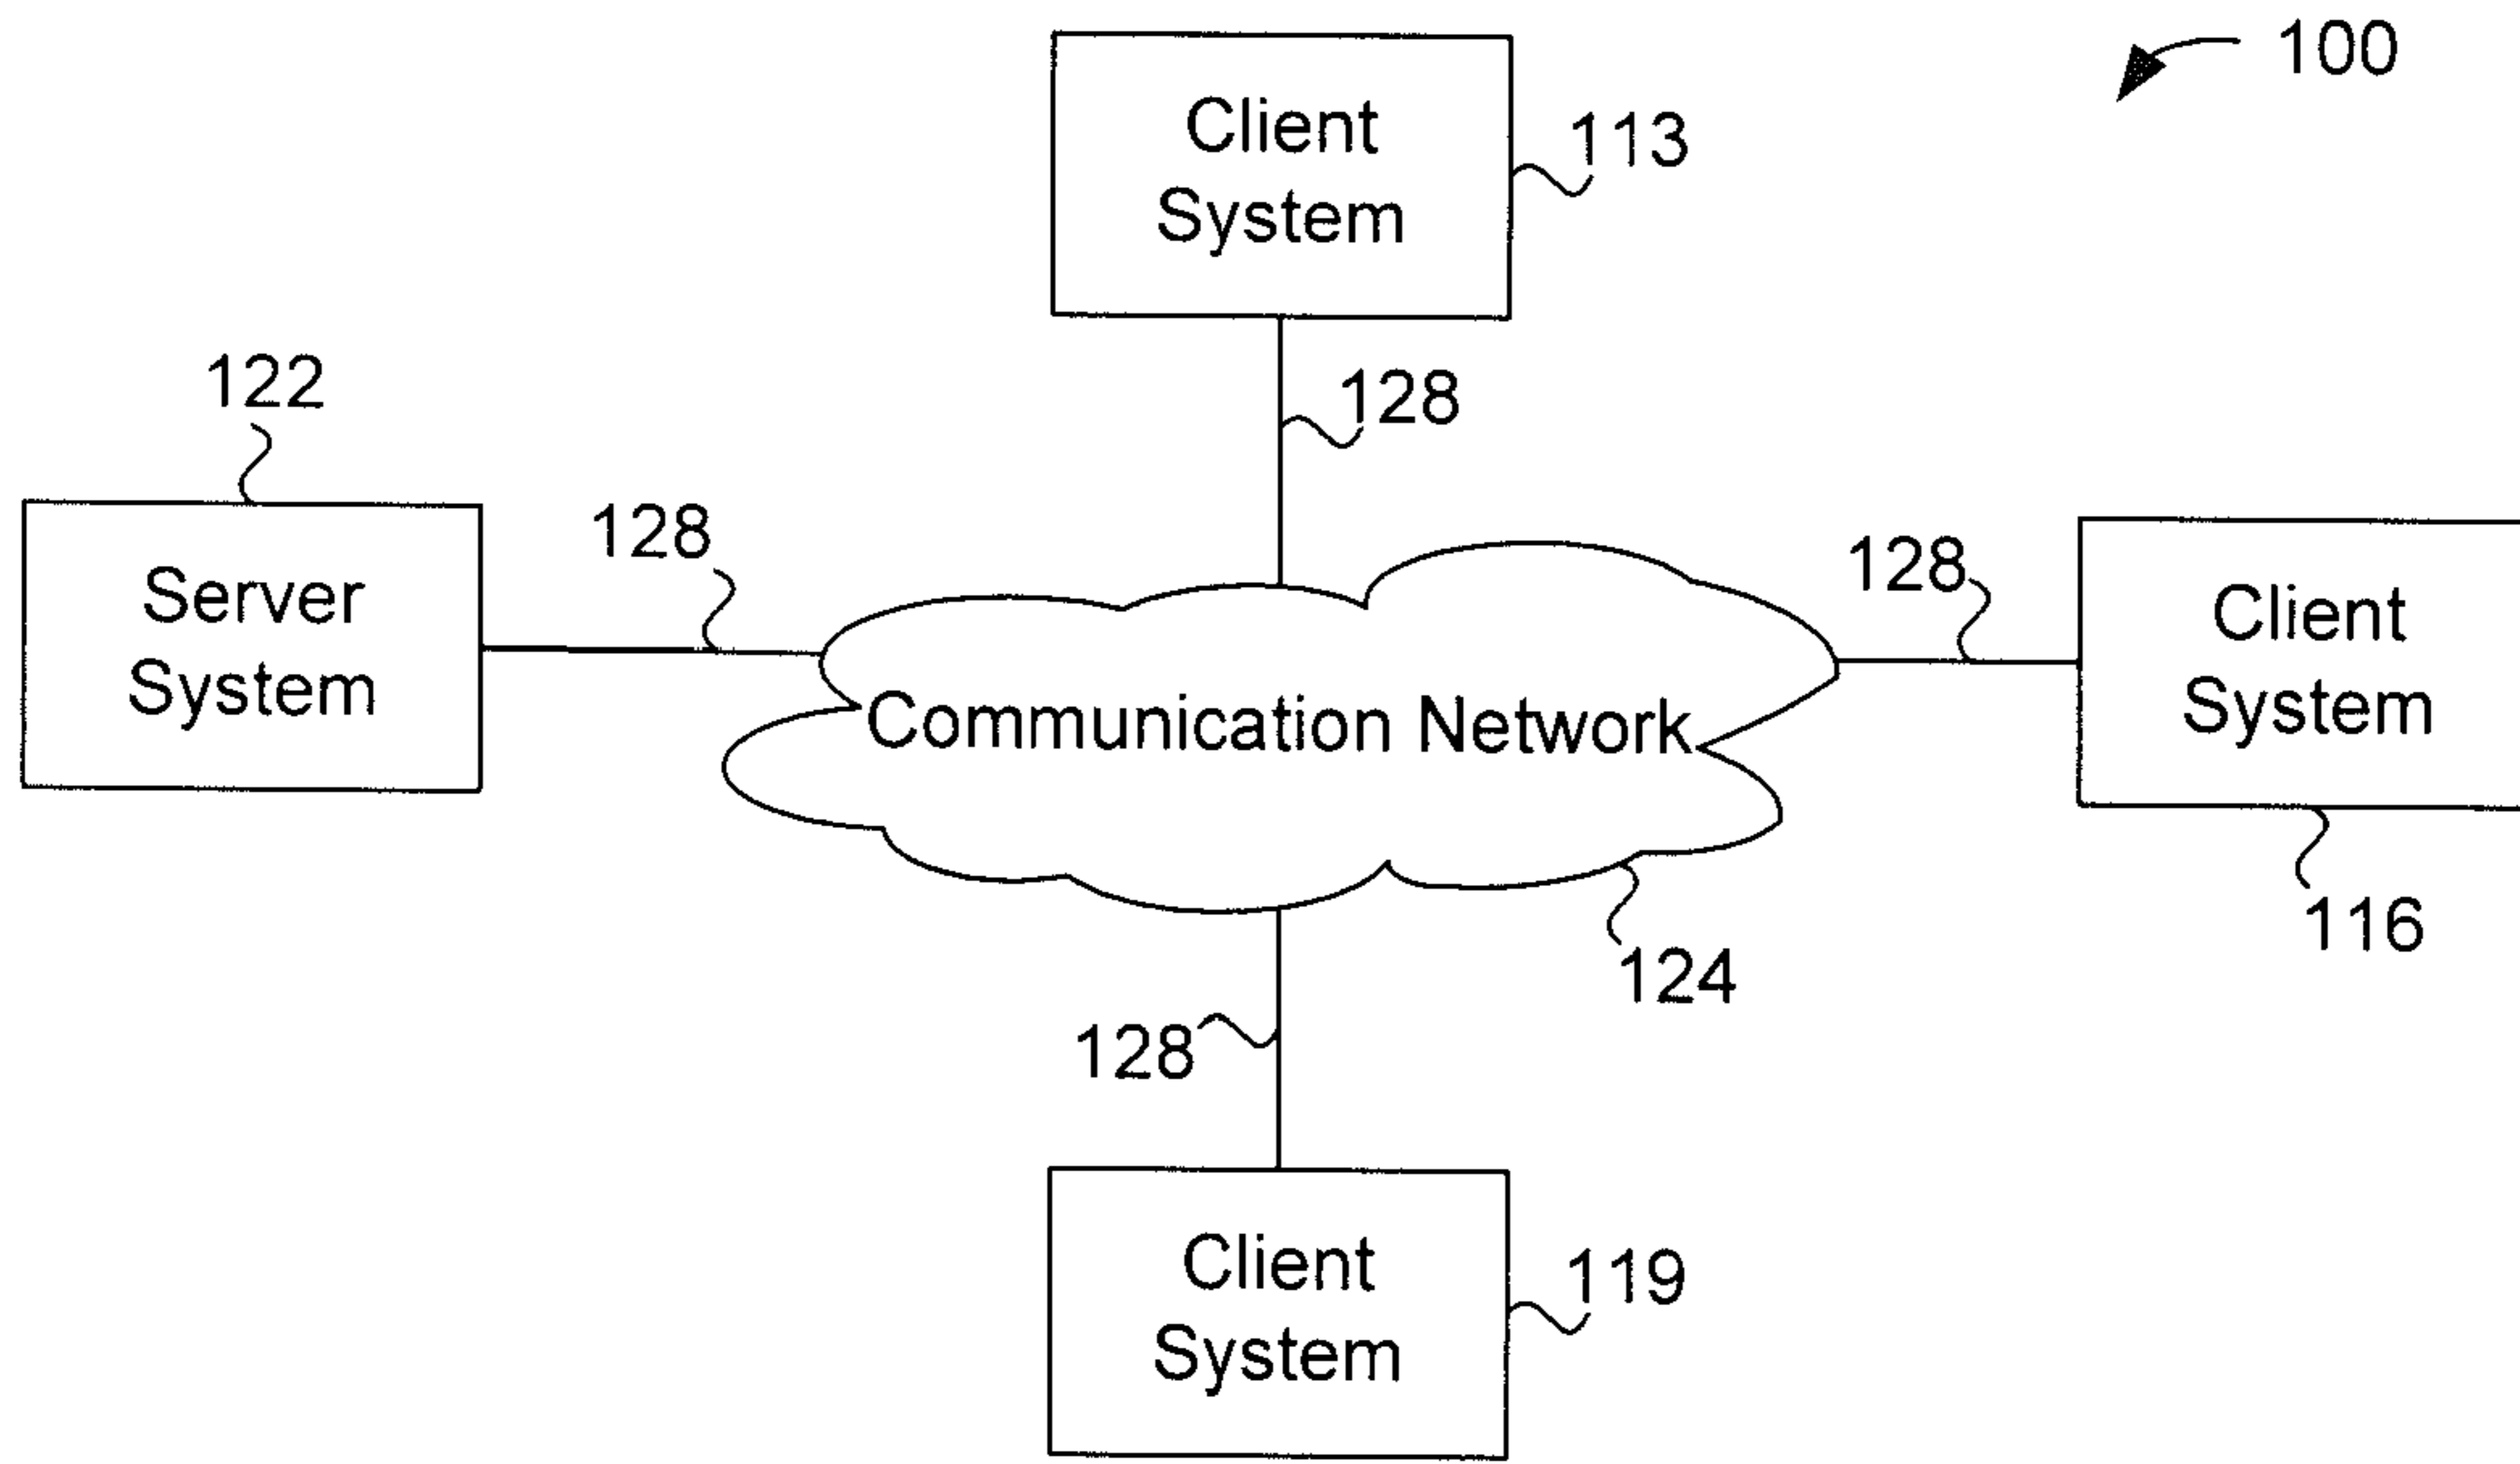 100
Client
System
113
128
122
Server
System
128
128
Client
System
116
Communication Network
124
128
Client
System
119